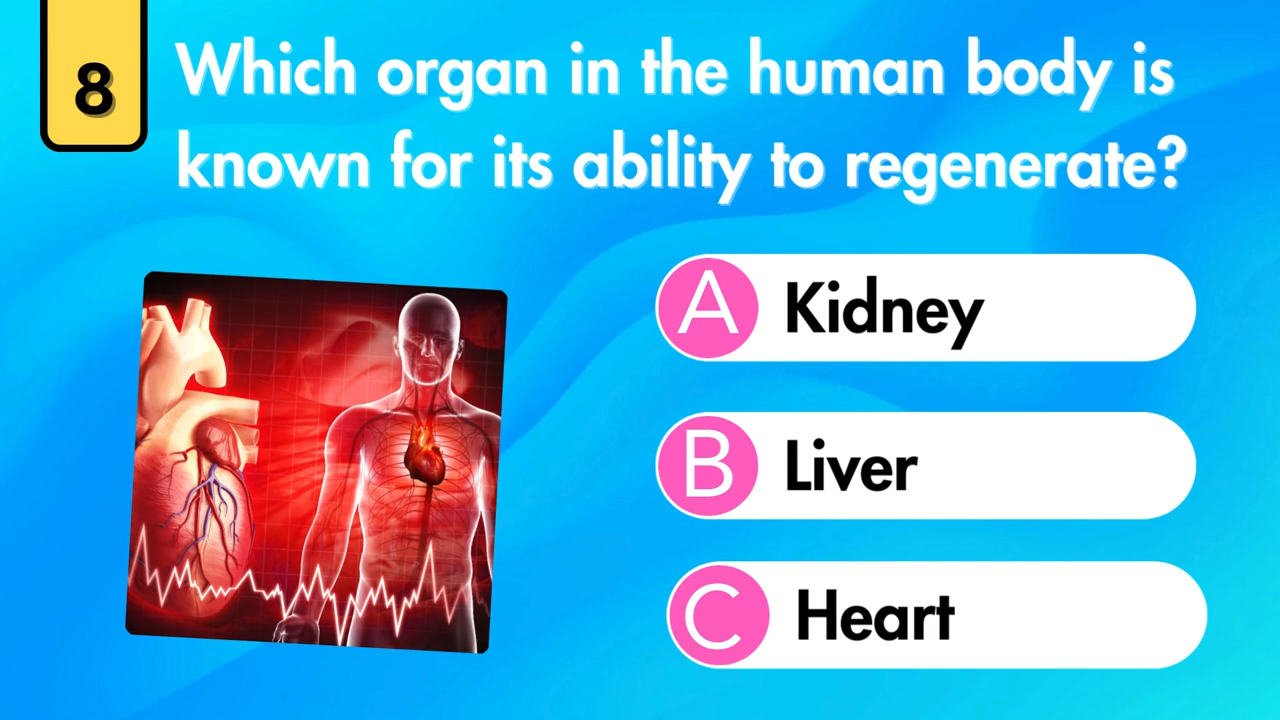 8
Which organ in the human body is
known for its ability to regenerate?
A Kidney
B Liver
C Heart